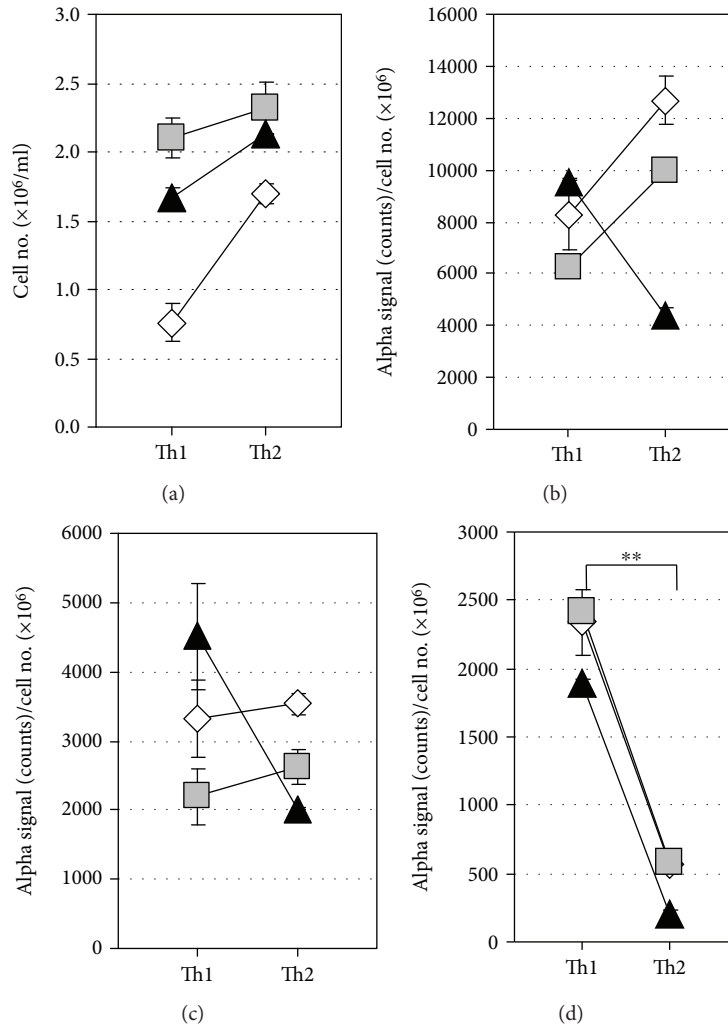 Cell no. (×10⁶/ml)
3.0
2.5
2.0
1.5
1.0
0.5
0.0
Th1 Th2
(a)
Alpha signal (counts)/cell no. (×10⁶)
16000
14000
12000
10000
8000
6000
4000
2000
0
Th1 Th2
(b)
Alpha signal (counts)/cell no. (×10⁶)
6000
5000
4000
3000
2000
1000
0
Th1 Th2
(c)
Alpha signal (counts)/cell no. (×10⁶)
3000
2500
2000
1500
1000
500
0
**
Th1 Th2
(d)